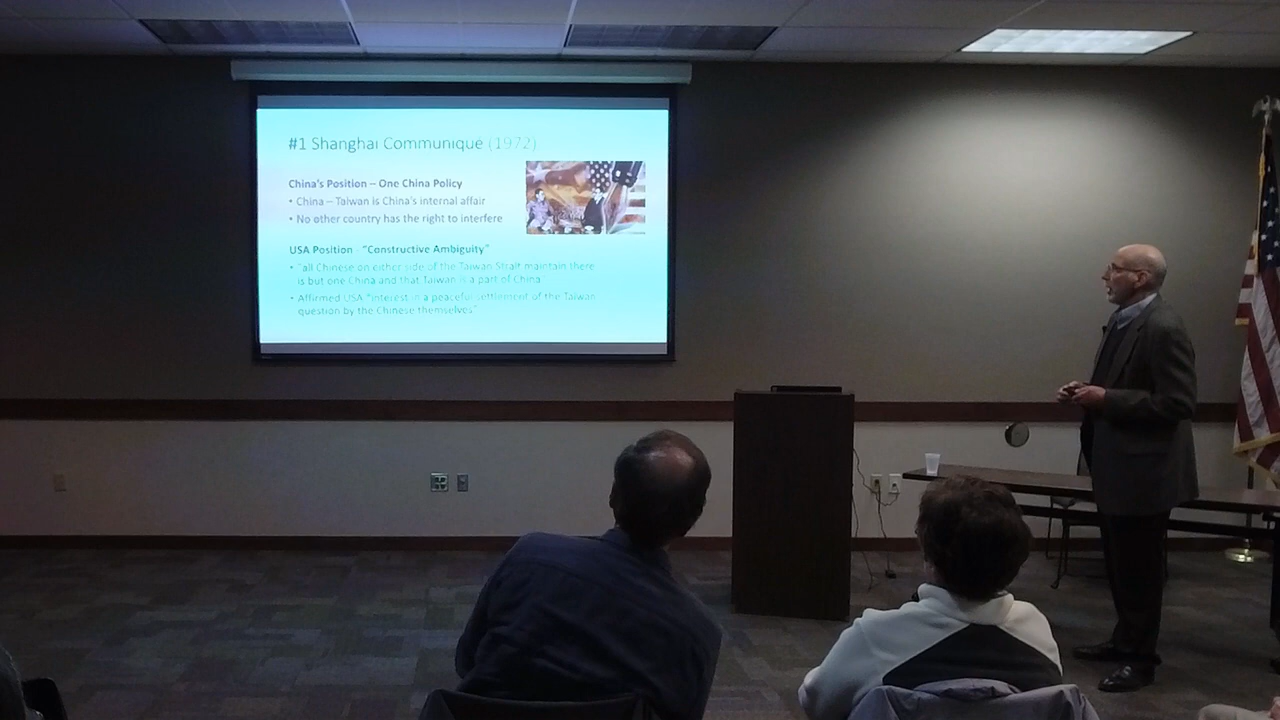 #1 Shanghai Communiqué (1972)
China's Position – One China Policy
• China – Taiwan is China's internal affair
• No other country has the right to interfere
USA Position - "Constructive Ambiguity"
• "all Chinese on either side of the Taiwan Strait maintain there
is but one China and that Taiwan is a part of China
• Affirmed USA "interest in a peaceful settlement of the Taiwan
question by the Chinese themselves"